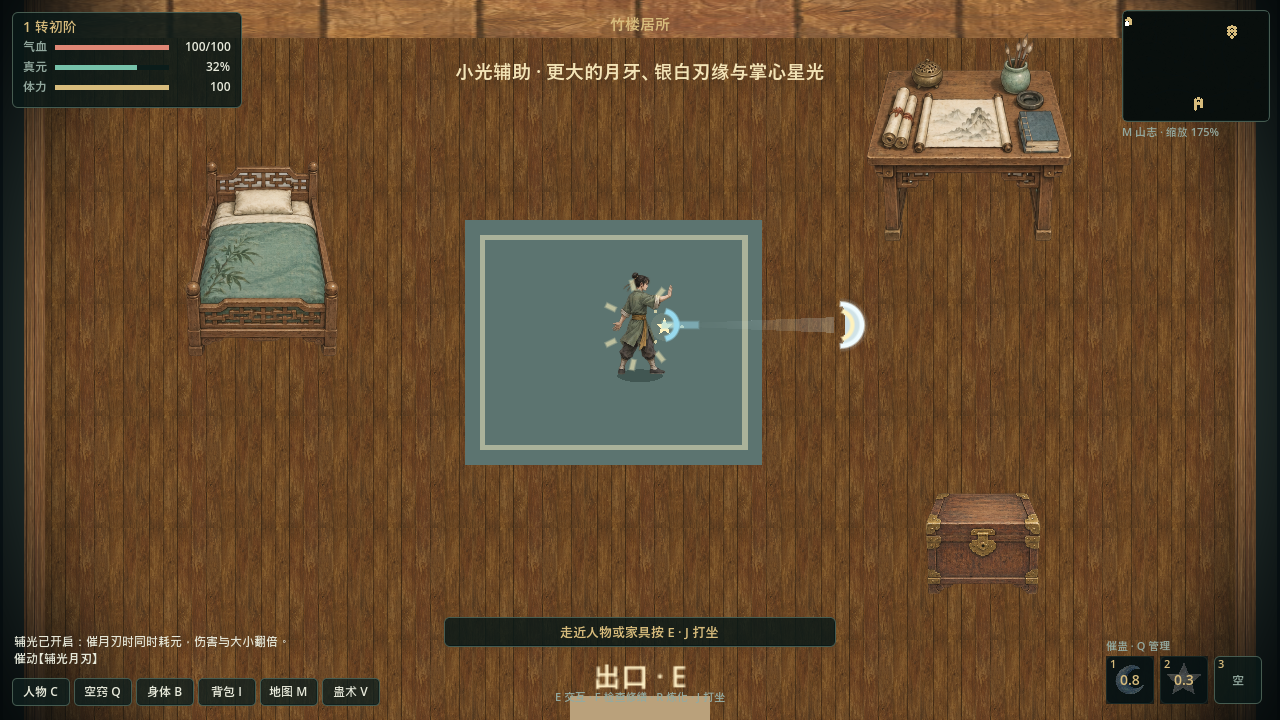 1 转初阶
气血 100/100
真元 32%
体力 100
竹楼居所
小光辅助 · 更大的月牙、银白刃缘与掌心星光
M 山志 · 缩放 175%
辅光已开启：催月刃时同时耗元 · 伤害与大小翻倍。
催动【辅光月刃】
人物 C
空窍 Q
身体 B
背包 I
地图 M
蛊术 V
走近人物或家具按 E · J 打坐
出口 · E
催蛊 · Q 管理
1 0.8
2 0.3
3 空